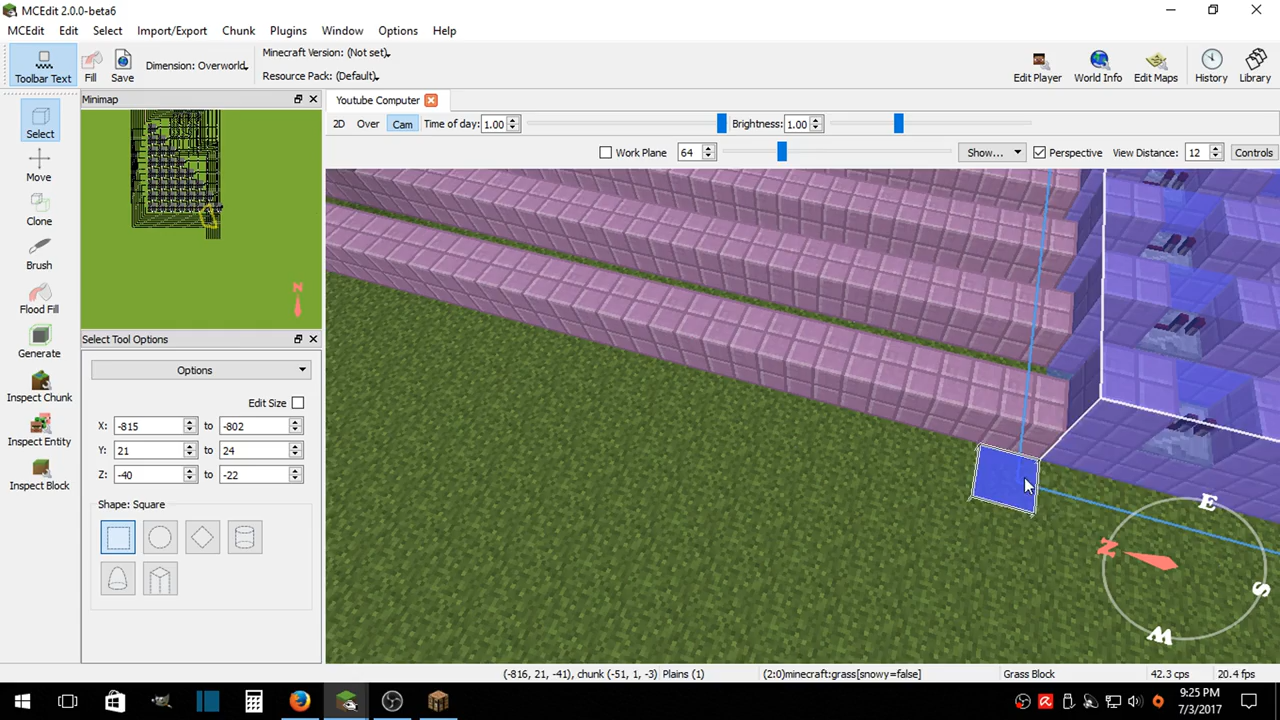 MCEdit 2.0.0-beta6
MCEdit Edit Select Import/Export Chunk Plugins Window Options Help
Toolbar Text Fill Save Dimension: Overworld Minecraft Version: (Not set)
Resource Pack: (Default)
Edit Player World Info Edit Maps History Library
Select
Move
Clone
Brush
Flood Fill
Generate
Inspect Chunk
Inspect Entity
Inspect Block
Minimap
N
Select Tool Options
Options
Edit Size
X: -815 to -802
Y: 21 to 24
Z: -40 to -22
Shape: Square
Youtube Computer
2D Over Cam Time of day: 1.00 Brightness: 1.00
Work Plane 64 Show... Perspective View Distance: 12 Controls
E
N
S
W
(-816, 21, -41), chunk (-51, 1, -3) Plains (1) (2:0)minecraft:grass[snowy=false] Grass Block 42.3 cps 20.4 fps
9:25 PM
7/3/2017